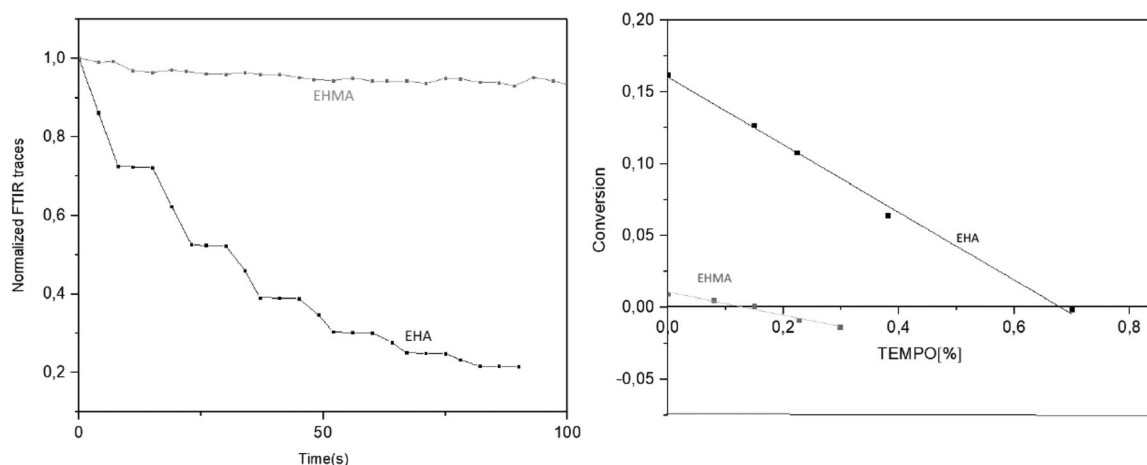 1,0
0,8
0,6
0,4
0,2
0
50
100
Normalized FTIR traces
Time(s)
EHMA
EHA
0,20
0,15
0,10
0,05
0,00
-0,05
0,0
0,2
0,4
0,6
0,8
Conversion
TEMPO[%]
EHA
EHMA